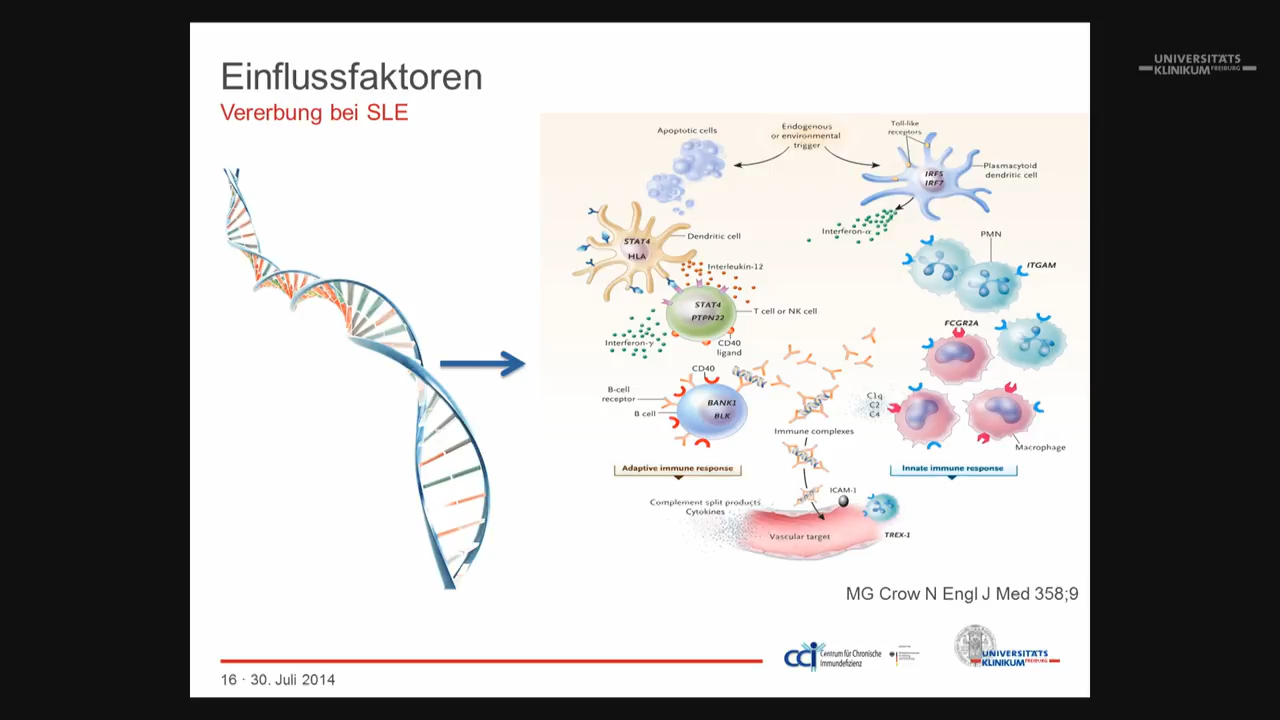 Einflussfaktoren
Vererbung bei SLE
UNIVERSITÄTS
KLINIKUM FREIBURG
Apoptotic cells
Endogenous
or environmental
trigger
Toll-like
receptors
IRF5
IRF7
Plasmacytoid
dendritic cell
Interferon-α
Dendritic cell
STAT4
HLA
Interleukin-12
STAT4
PTPN22
T cell or NK cell
Interferon-γ
CD40
ligand
PMN
ITGAM
FCGR2A
CD40
B-cell
receptor
B cell
BANK1
BLK
C1q
C2
C4
Immune complexes
Macrophage
Adaptive immune response
Innate immune response
Complement split products
Cytokines
ICAM-1
Vascular target
TREX-1
MG Crow N Engl J Med 358;9
cci Centrum für Chronische
Immundefizienz
UNIVERSITÄTS
KLINIKUM FREIBURG
16 · 30. Juli 2014